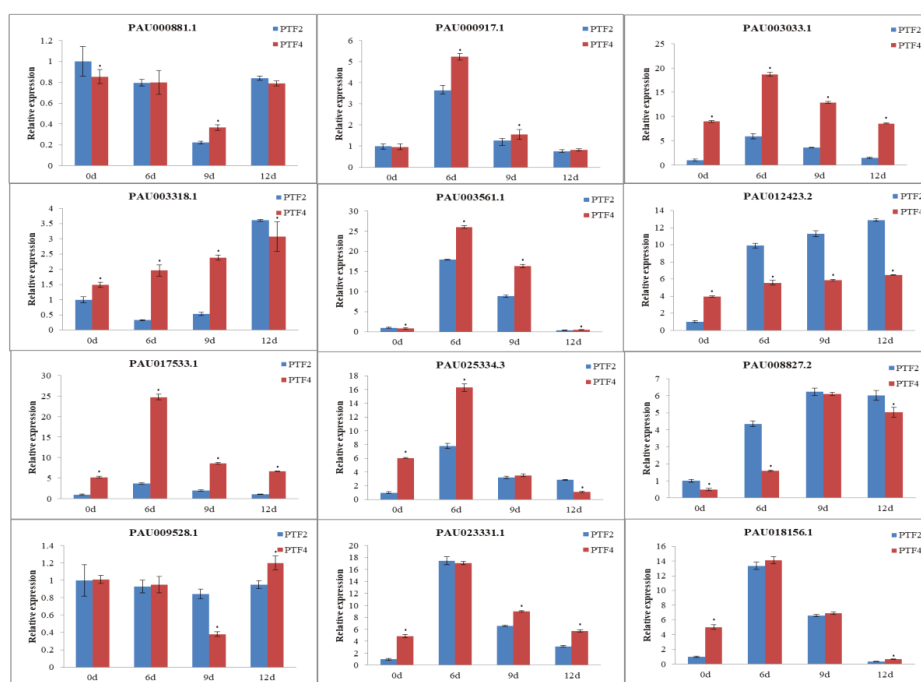 PAU000881.1
PTF2
PTF4
Relative expression
1.2
1
0.8
0.6
0.4
0.2
0
0d 6d 9d 12d
PAU000917.1
PTF2
PTF4
Relative expression
6
5
4
3
2
1
0
0d 6d 9d 12d
PAU003033.1
PTF2
PTF4
Relative expression
25
20
15
10
5
0
0d 6d 9d 12d
PAU003318.1
PTF2
PTF4
Relative expression
4
3.5
3
2.5
2
1.5
1
0.5
0
0d 6d 9d 12d
PAU003561.1
PTF2
PTF4
Relative expression
30
25
20
15
10
5
0
0d 6d 9d 12d
PAU012423.2
PTF2
PTF4
Relative expression
14
12
10
8
6
4
2
0
0d 6d 9d 12d
PAU017533.1
PTF2
PTF4
Relative expression
30
25
20
15
10
5
0
0d 6d 9d 12d
PAU025334.3
PTF2
PTF4
Relative expression
18
16
14
12
10
8
6
4
2
0
0d 6d 9d 12d
PAU008827.2
PTF2
PTF4
Relative expression
7
6
5
4
3
2
1
0
0d 6d 9d 12d
PAU009528.1
PTF2
PTF4
Relative expression
1.4
1.2
1
0.8
0.6
0.4
0.2
0
0d 6d 9d 12d
PAU023331.1
PTF2
PTF4
Relative expression
20
18
16
14
12
10
8
6
4
2
0
0d 6d 9d 12d
PAU018156.1
PTF2
PTF4
Relative expression
16
14
12
10
8
6
4
2
0
0d 6d 9d 12d